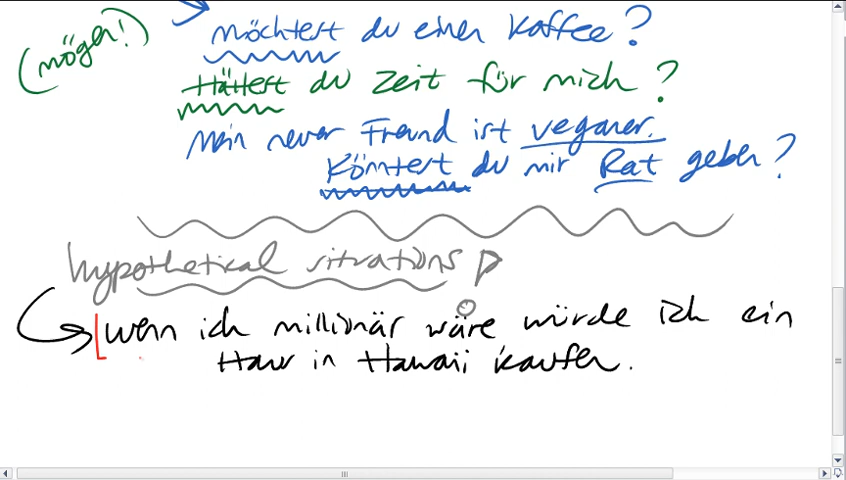 möchtest du einen Kaffee?
(mögen!)
Hättest du Zeit für mich?
Mein neuer Freund ist veganer.
Könntest du mir Rat geben?
hypothetical situations
wenn ich millionär wäre würde ich ein
Haus in Hawaii kaufen.